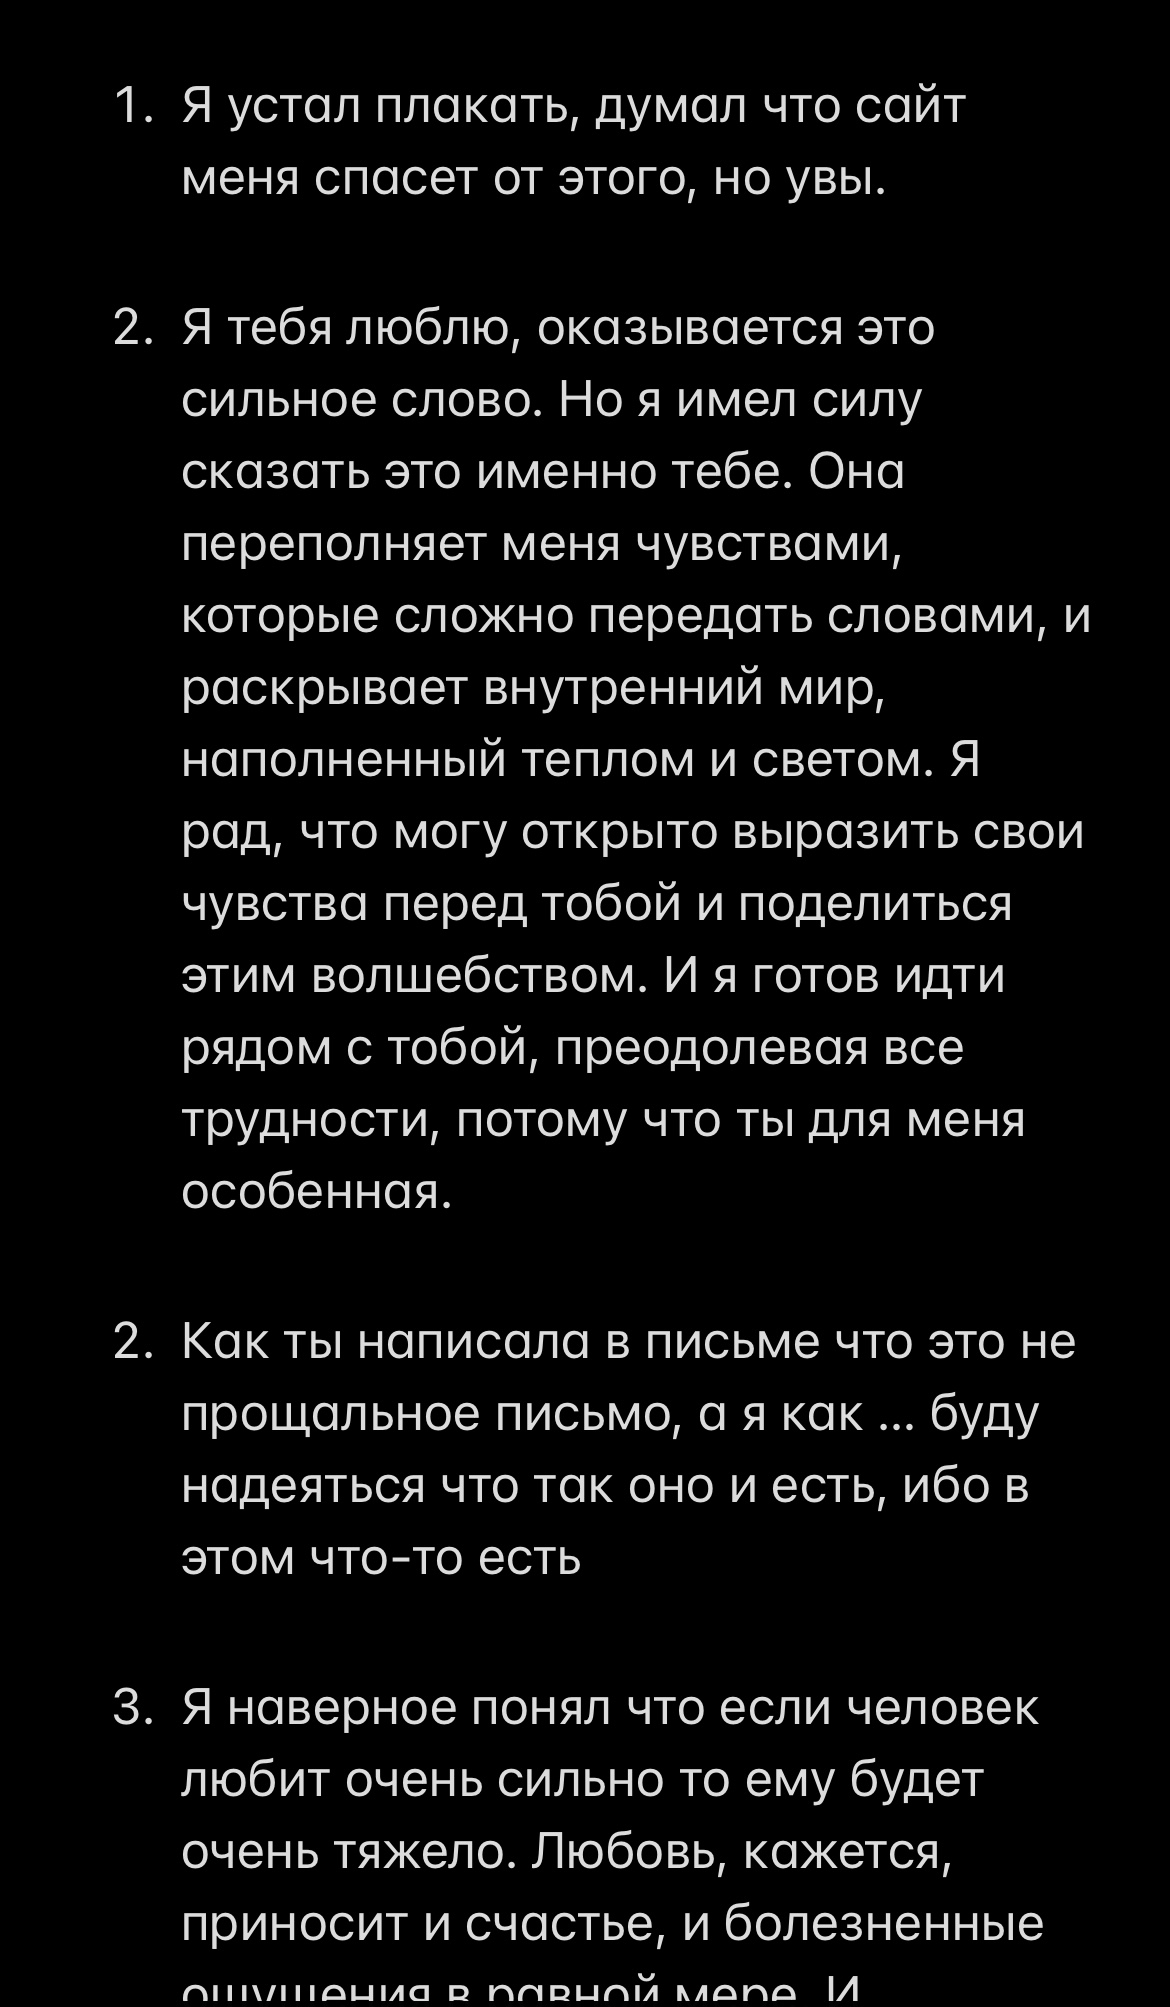 1. Я устал плакать, думал что сайт
меня спасет от этого, но увы.
2. Я тебя люблю, оказывается это
сильное слово. Но я имел силу
сказать это именно тебе. Она
переполняет меня чувствами,
которые сложно передать словами, и
раскрывает внутренний мир,
наполненный теплом и светом. Я
рад, что могу открыто выразить свои
чувства перед тобой и поделиться
этим волшебством. И я готов идти
рядом с тобой, преодолевая все
трудности, потому что ты для меня
особенная.
2. Как ты написала в письме что это не
прощальное письмо, а я как ... буду
надеяться что так оно и есть, ибо в
этом что-то есть
3. Я наверное понял что если человек
любит очень сильно то ему будет
очень тяжело. Любовь, кажется,
приносит и счастье, и болезненные
ощущения в равной мере. И